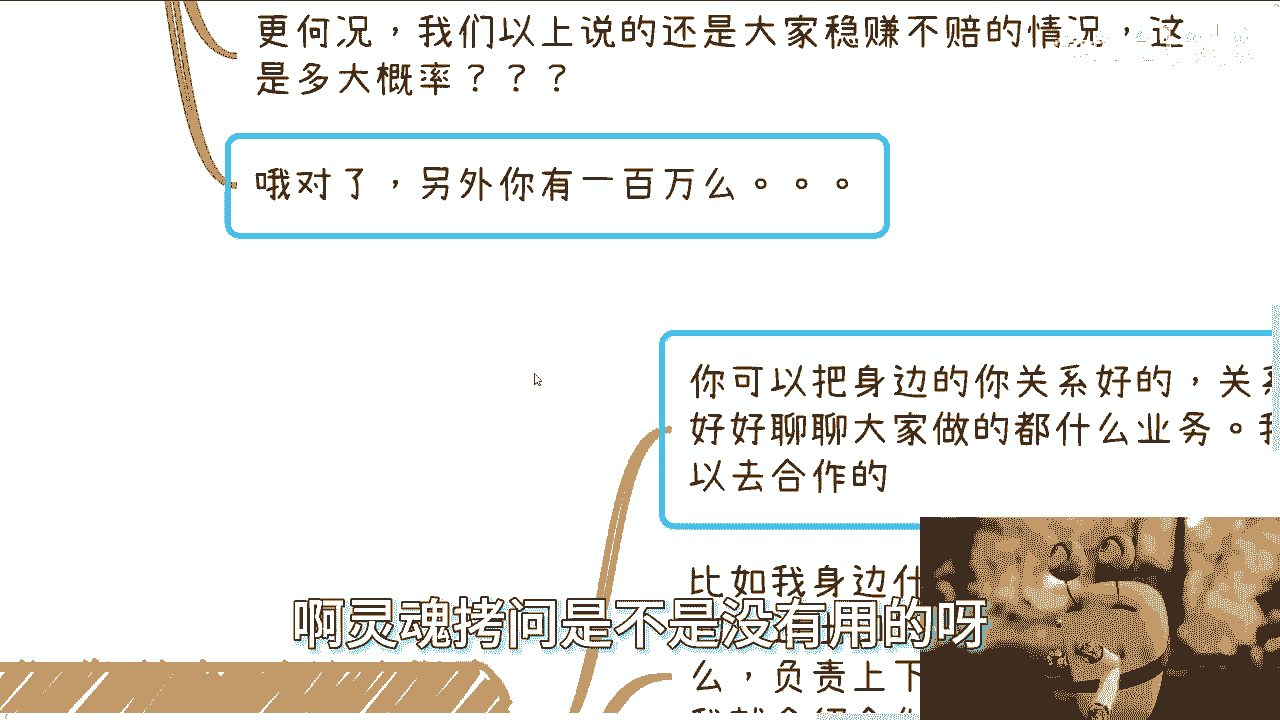 更何况，我们以上说的还是大家稳赚不赔的情况，这
是多大概率？？？
哦对了，另外你有一百万么。。。
你可以把身边的你关系好的，关
好好聊聊大家做的都什么业务。
以去合作的
比如我身边什
么，负责上下
啊灵魂拷问是不是没有用的呀